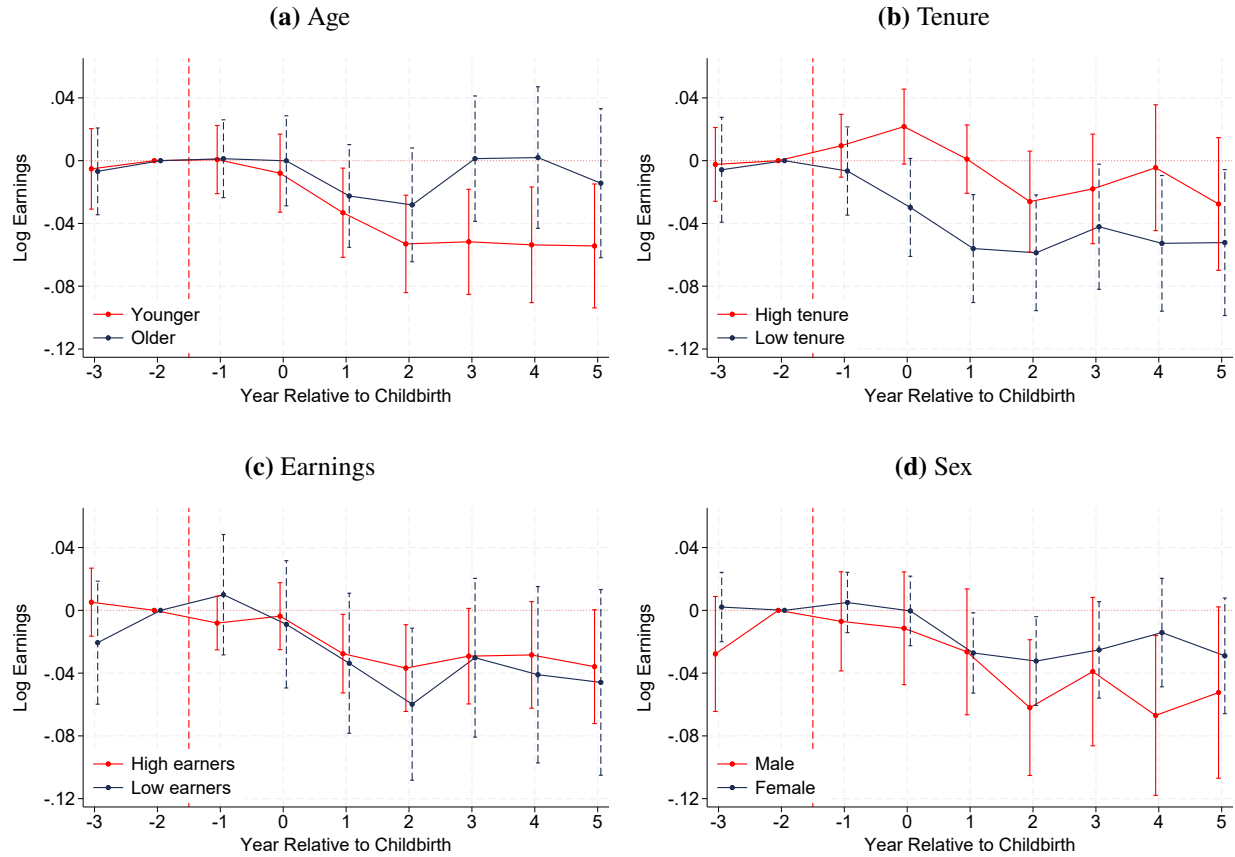 (a) Age
Log Earnings
.04
0
-.04
-.08
-.12
Younger
Older
-3 -2 -1 0 1 2 3 4 5
Year Relative to Childbirth
(b) Tenure
Log Earnings
.04
0
-.04
-.08
-.12
High tenure
Low tenure
-3 -2 -1 0 1 2 3 4 5
Year Relative to Childbirth
(c) Earnings
Log Earnings
.04
0
-.04
-.08
-.12
High earners
Low earners
-3 -2 -1 0 1 2 3 4 5
Year Relative to Childbirth
(d) Sex
Log Earnings
.04
0
-.04
-.08
-.12
Male
Female
-3 -2 -1 0 1 2 3 4 5
Year Relative to Childbirth